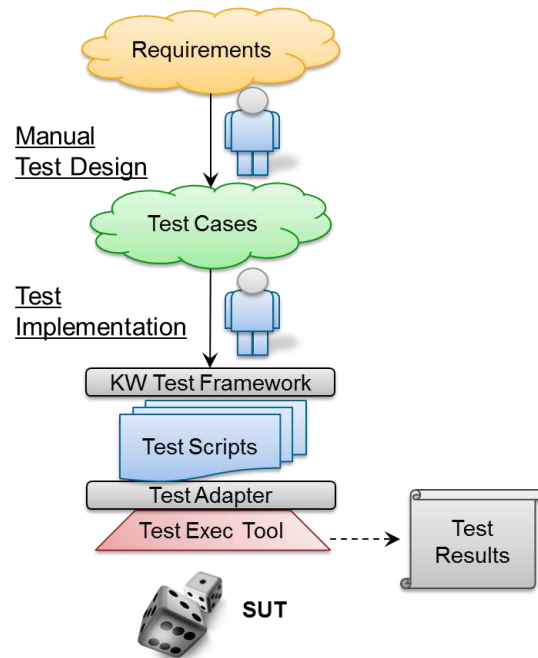 Requirements
Manual
Test Design
Test Cases
Test
Implementation
KW Test Framework
Test Scripts
Test Adapter
Test Exec Tool
Test
Results
SUT